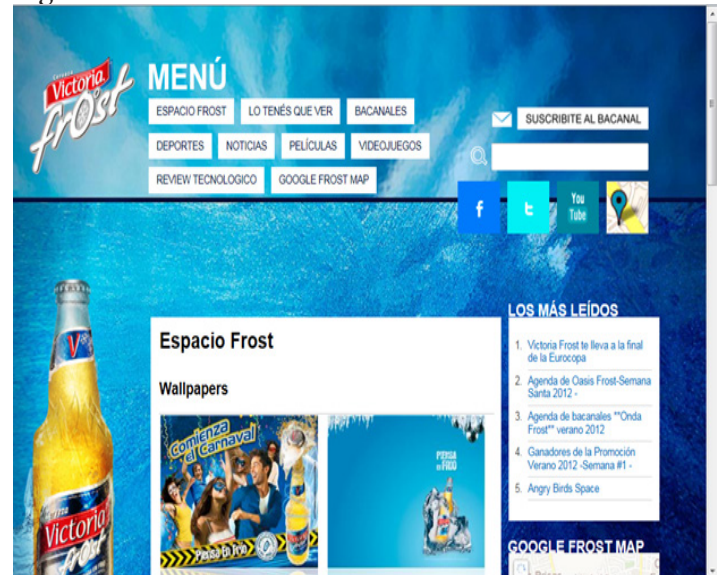 Victoria
frost
MENÚ
ESPACIO FROST
LO TENÉS QUE VER
BACANALES
DEPORTES
NOTICIAS
PELÍCULAS
VIDEOJUEGOS
REVIEW TECNOLOGICO
GOOGLE FROST MAP
SUSCRIBITE AL BACANAL
f
t
You
Tube
Espacio Frost
Wallpapers
Comienza
el Carnaval
Piensa En Frío
PIENSA
EN FRIO
LOS MÁS LEÍDOS
1. Victoria Frost te lleva a la final
de la Eurocopa
2. Agenda de Oasis Frost-Semana
Santa 2012 -
3. Agenda de bacanales "Onda
Frost" verano 2012
4. Ganadores de la Promoción
Verano 2012 -Semana #1 -
5. Angry Birds Space
GOOGLE FROST MAP
Victoria
frost